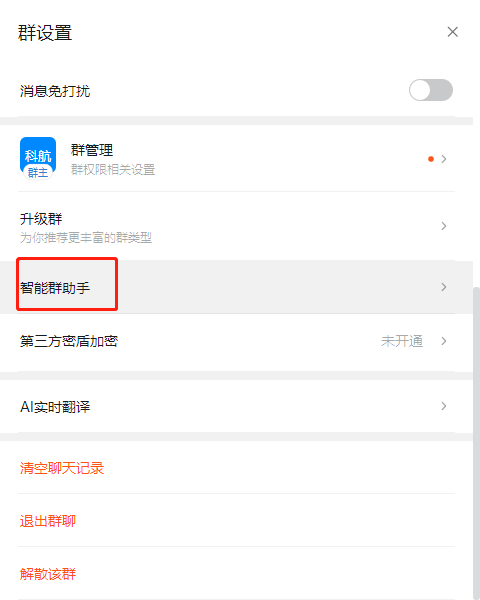 群设置
消息免打扰
科航
群主
群管理
群权限相关设置
升级群
为你推荐更丰富的群类型
智能群助手
第三方密盾加密
未开通
AI实时翻译
清空聊天记录
退出群聊
解散该群